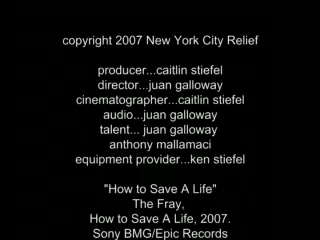 copyright 2007 New York City Relief
producer...caitlin stiefel
director...juan galloway
cinematographer...caitlin stiefel
audio...juan galloway
talent... juan galloway
anthony mallamaci
equipment provider...ken stiefel
"How to Save A Life"
The Fray,
How to Save A Life, 2007.
Sony BMG/Epic Records